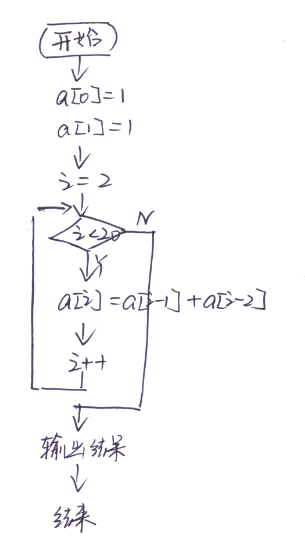 开始
a[0]=1
a[1]=1
i=2
i<20
N
Y
a[i]=a[i-1]+a[i-2]
i++
输出结果
结束